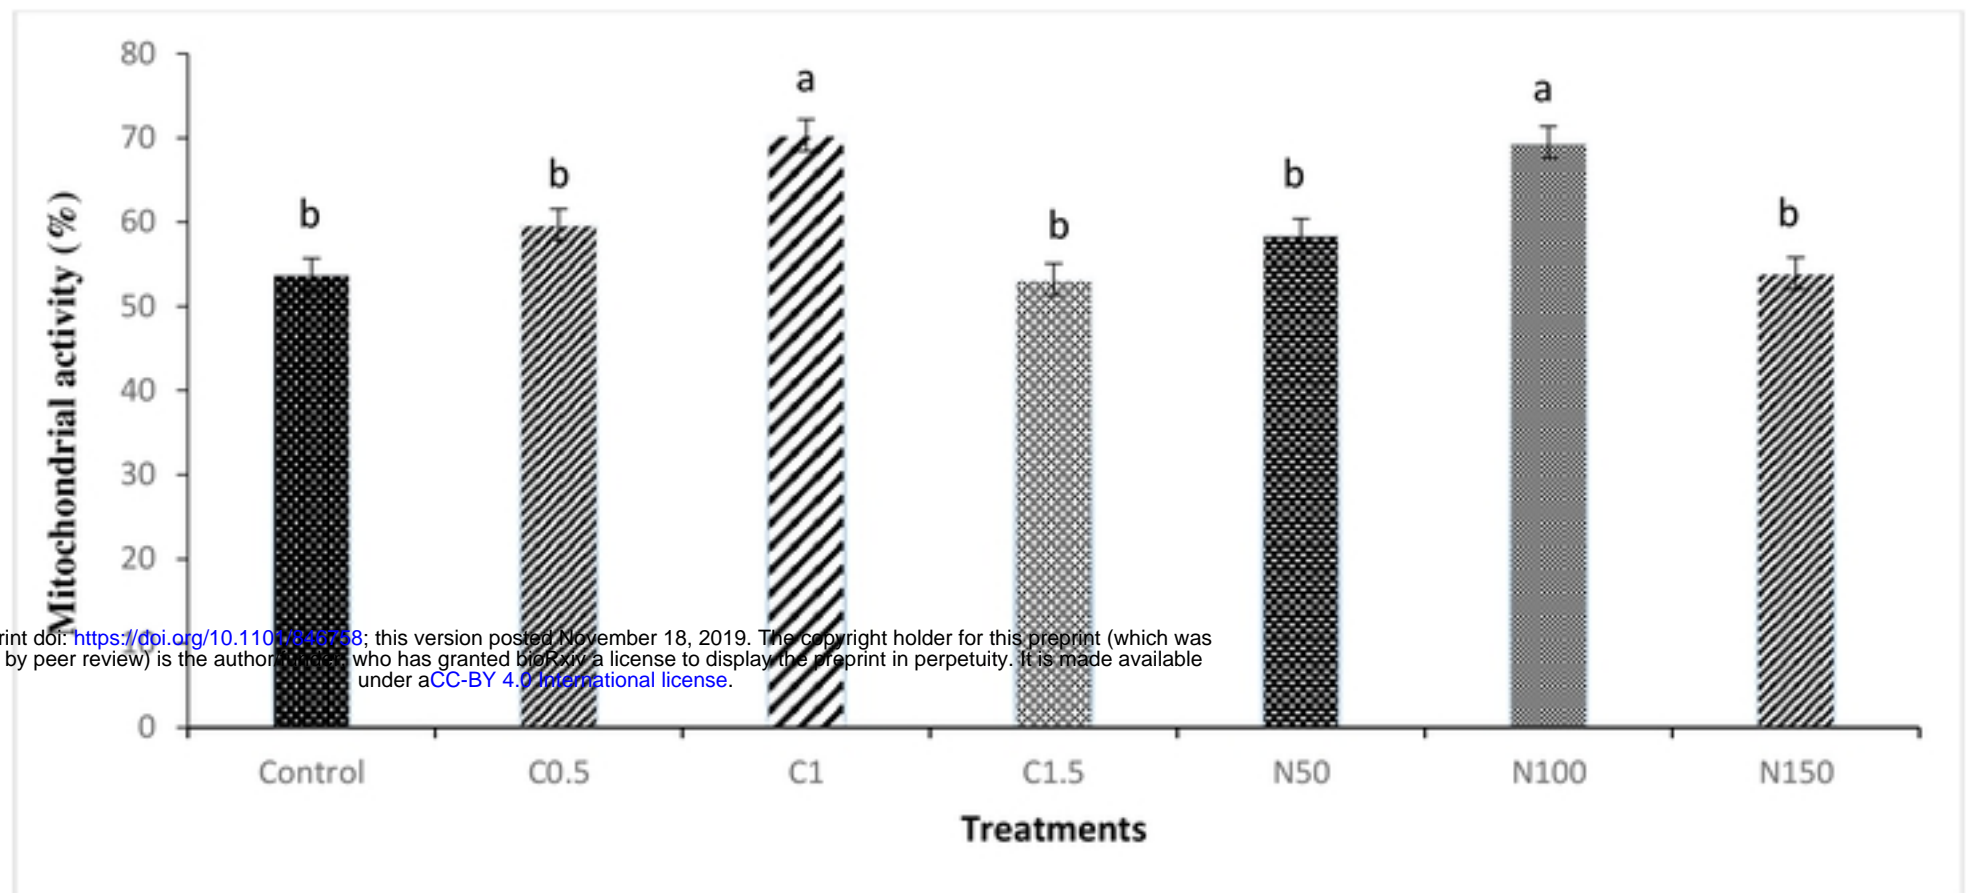 80
a
a
70
b
b
b
b
b
60
50
40
30
20
10
0
Mitochondrial activity (%)
rint doi: https://doi.org/10.1101/846758; this version posted November 18, 2019. The copyright holder for this preprint (which was
by peer review) is the author/funder, who has granted bioRxiv a license to display the preprint in perpetuity. It is made available
under aCC-BY 4.0 International license.
Control C0.5 C1 C1.5 N50 N100 N150
Treatments